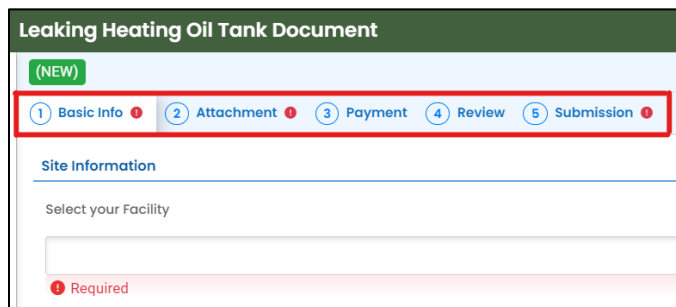 Leaking Heating Oil Tank Document
(NEW)
1 Basic Info ! 2 Attachment ! 3 Payment 4 Review 5 Submission !
Site Information
Select your Facility
! Required